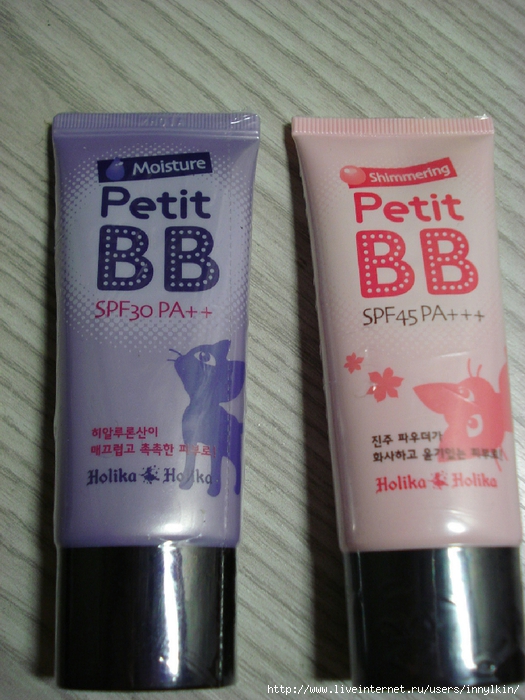 Moisture
Petit
BB
SPF30 PA++
히알루론산이
매끄럽고 촉촉한
Holika Holika
Shimmering
Petit
BB
SPF45 PA+++
진주 파우더가
화사하고 윤기있는
Holika Holika
http://www.liveinternet.ru/users/innylkin/